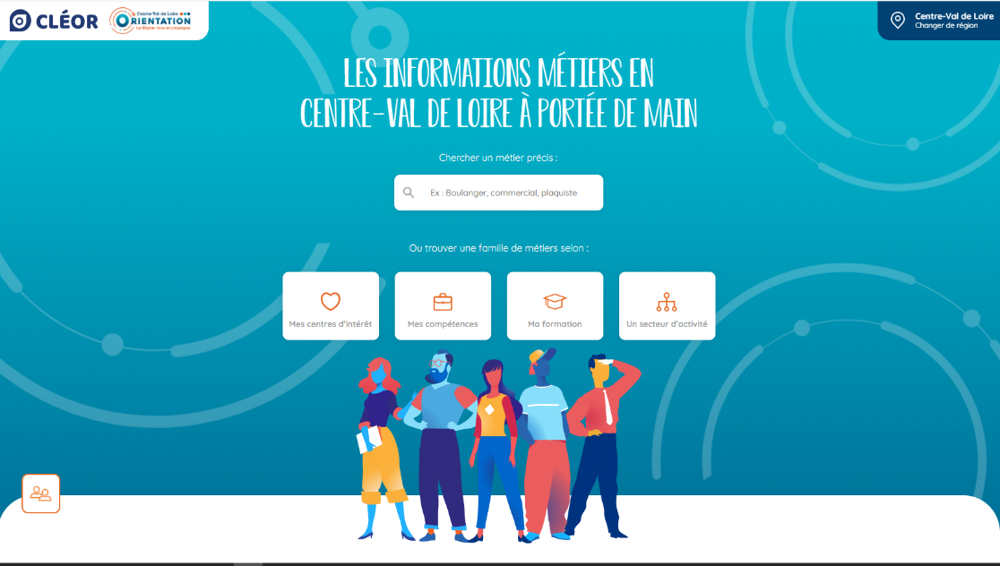 CLÉOR
Centre-Val de Loire
ORIENTATION
La Région vous accompagne
Centre-Val de Loire
Changer de région
LES INFORMATIONS MÉTIERS EN
CENTRE-VAL DE LOIRE À PORTÉE DE MAIN
Chercher un métier précis :
Ex : Boulanger, commercial, plaquiste
Ou trouver une famille de métiers selon :
Mes centres d'intérêt
Mes compétences
Ma formation
Un secteur d'activité